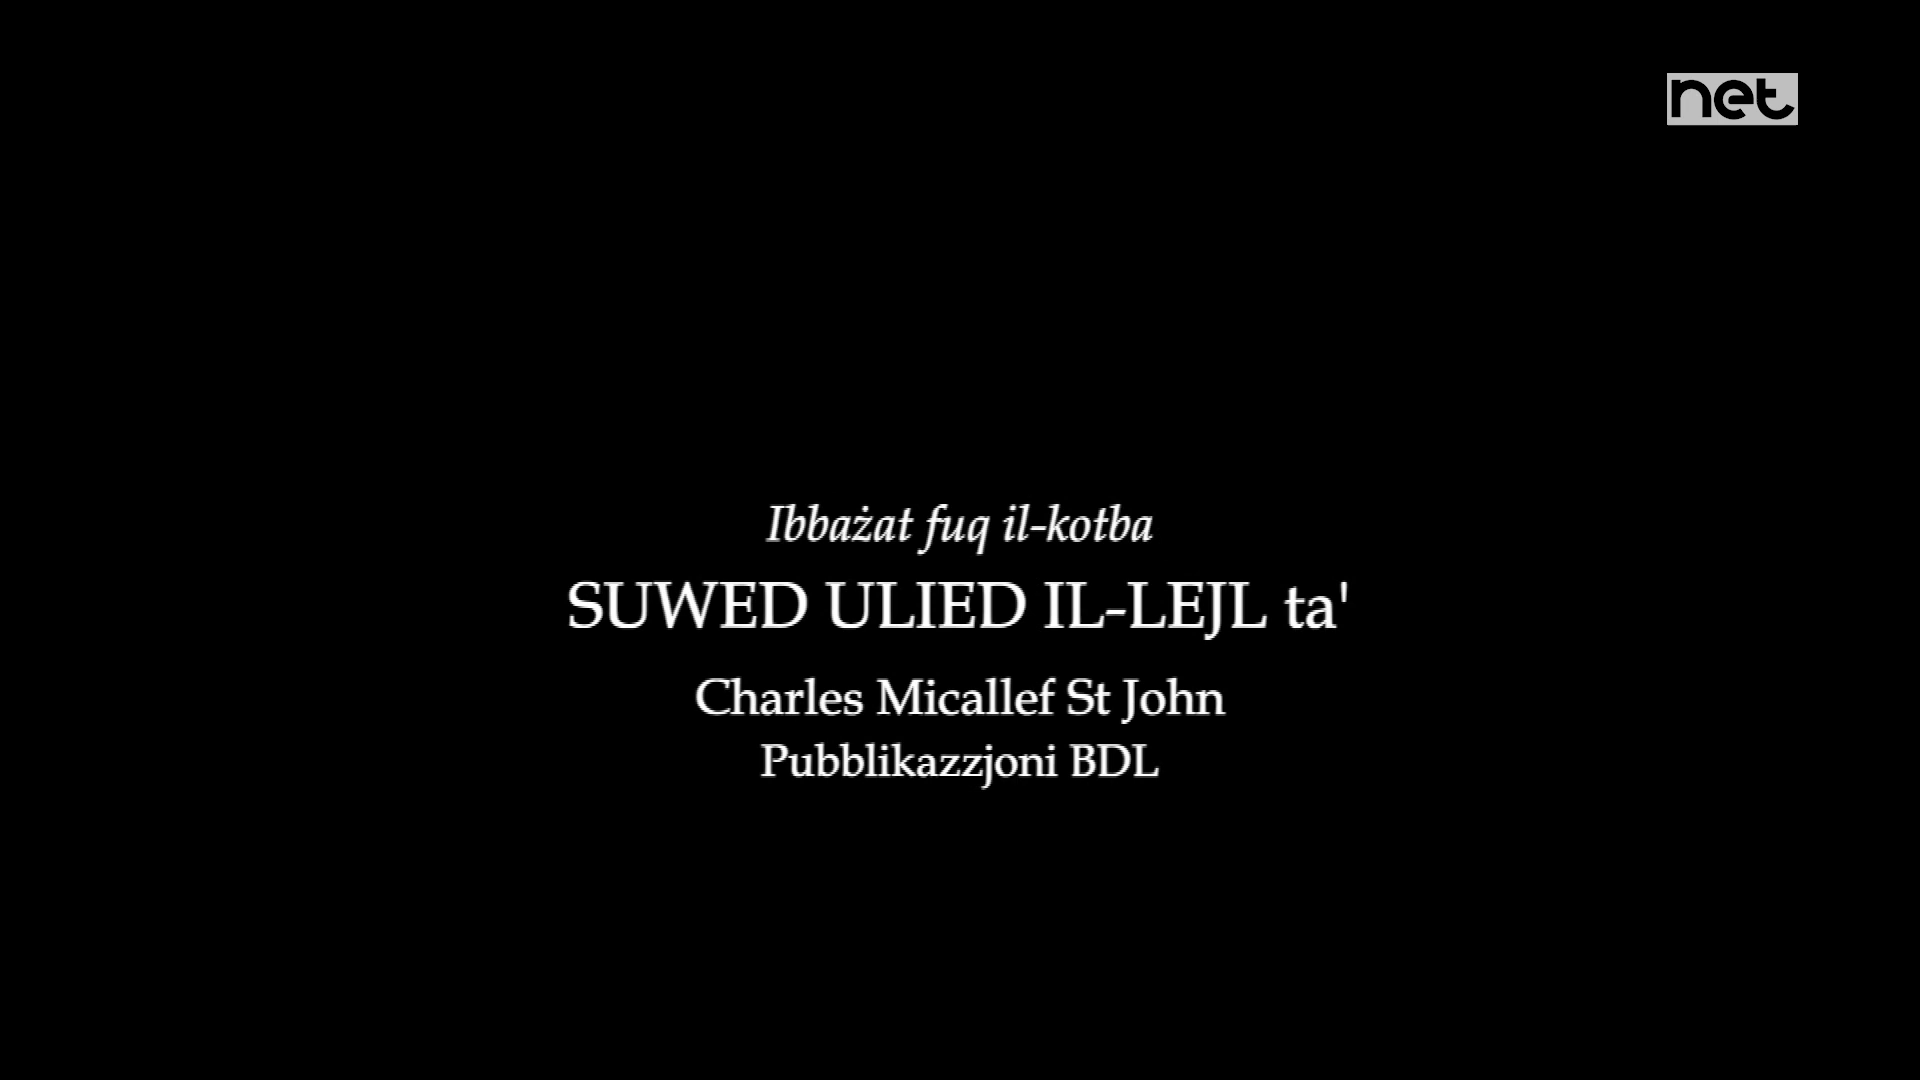 net
Ibbażat fuq il-kotba
SUWED ULIED IL-LEJL ta'
Charles Micallef St John
Pubblikazzjoni BDL